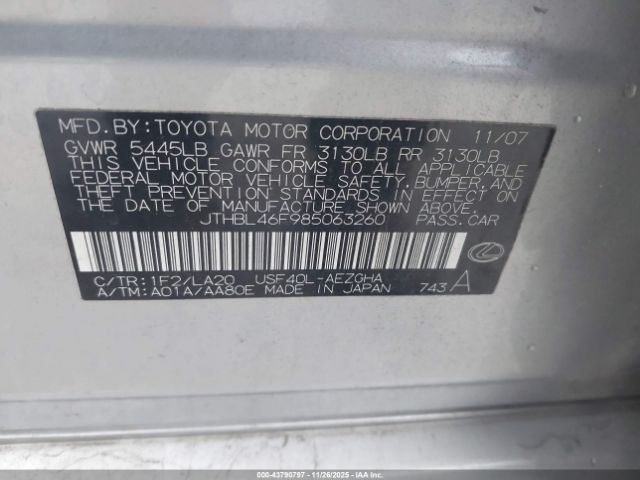 MFD.BY:TOYOTA MOTOR CORPORATION 11/07
GVWR 5445LB GAWR FR 3130LB RR 3130LB
THIS VEHICLE CONFORMS TO ALL APPLICABLE
FEDERAL MOTOR VEHICLE SAFETY,BUMPER,AND
THEFT PREVENTION STANDARDS IN EFFECT ON
THE DATE OF MANUFACTURE SHOWN ABOVE.
JTHBL46F985063260 PASS.CAR
C/TR:1F2/LA20 USF40L-AEZGHA
A/TM:A01A/AA80E MADE IN JAPAN 743 A
000-43790797 - 11/26/2025 - IAAI.COM